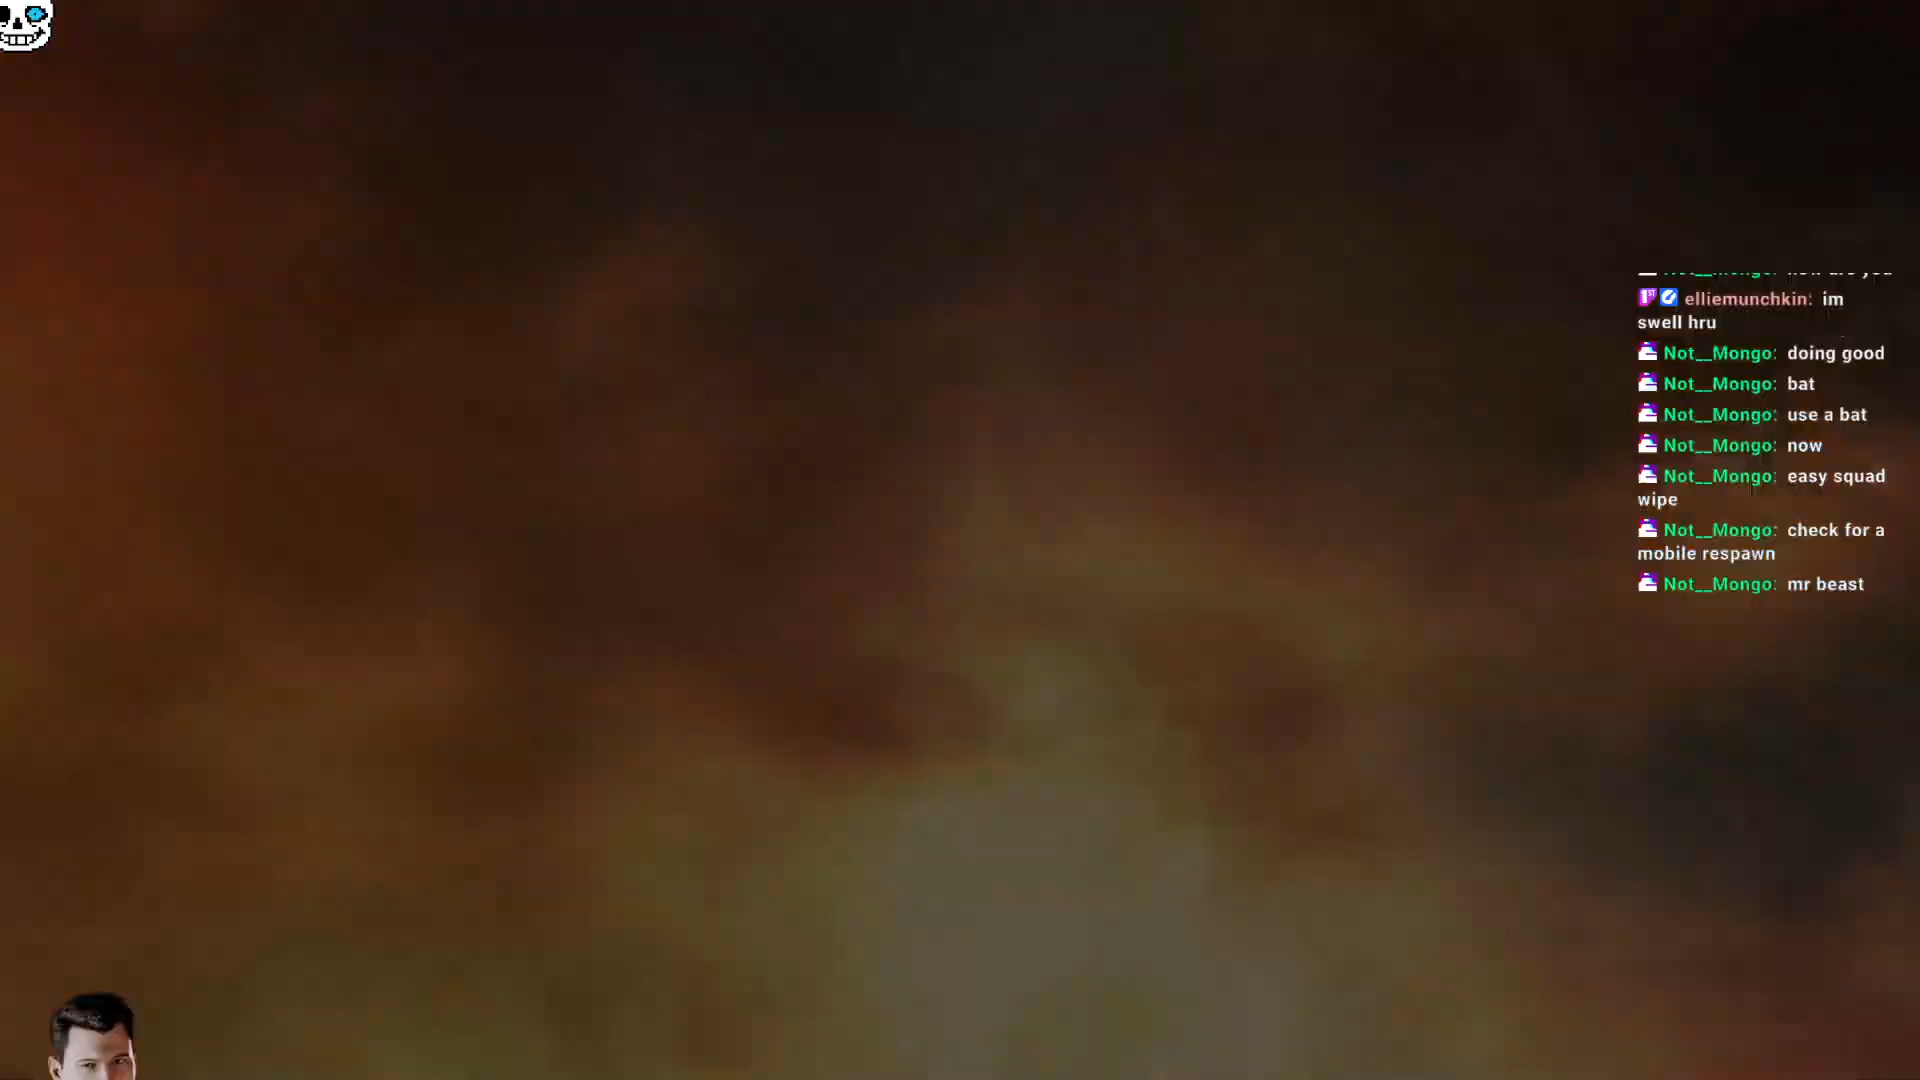 elliemunchkin: im
swell hru
Not__Mongo: doing good
Not__Mongo: bat
Not__Mongo: use a bat
Not__Mongo: now
Not__Mongo: easy squad
wipe
Not__Mongo: check for a
mobile respawn
Not__Mongo: mr beast